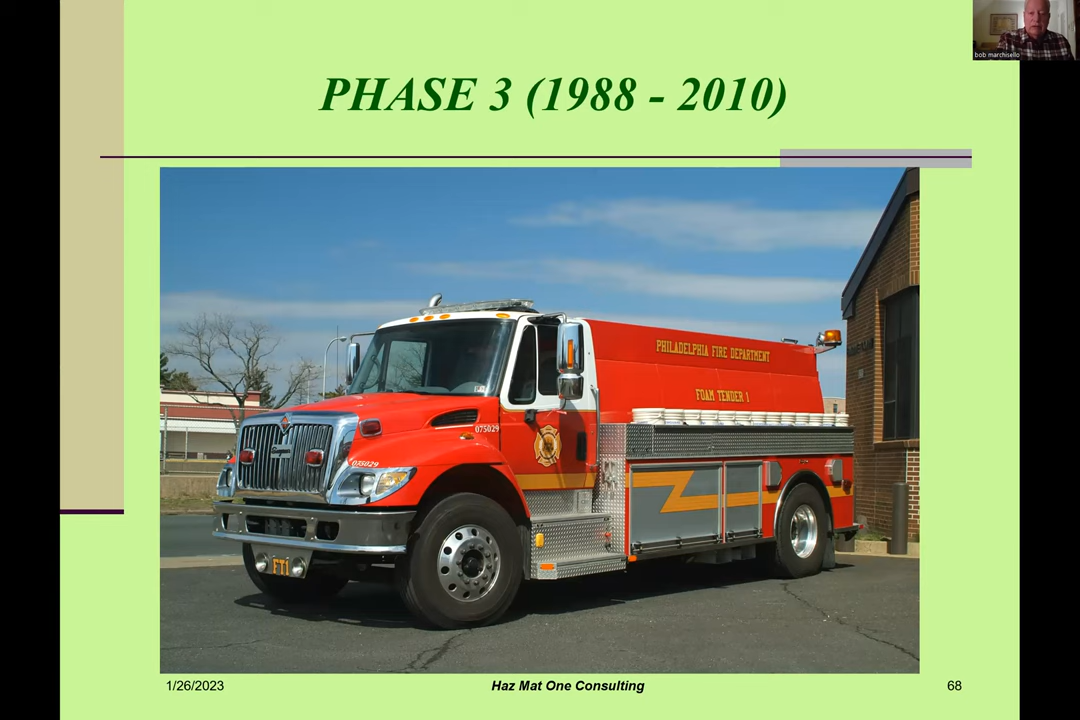 bob marchisello
PHASE 3 (1988 - 2010)
PHILADELPHIA FIRE DEPARTMENT
FOAM TENDER 1
075029
075029
FT1
1/26/2023
Haz Mat One Consulting
68